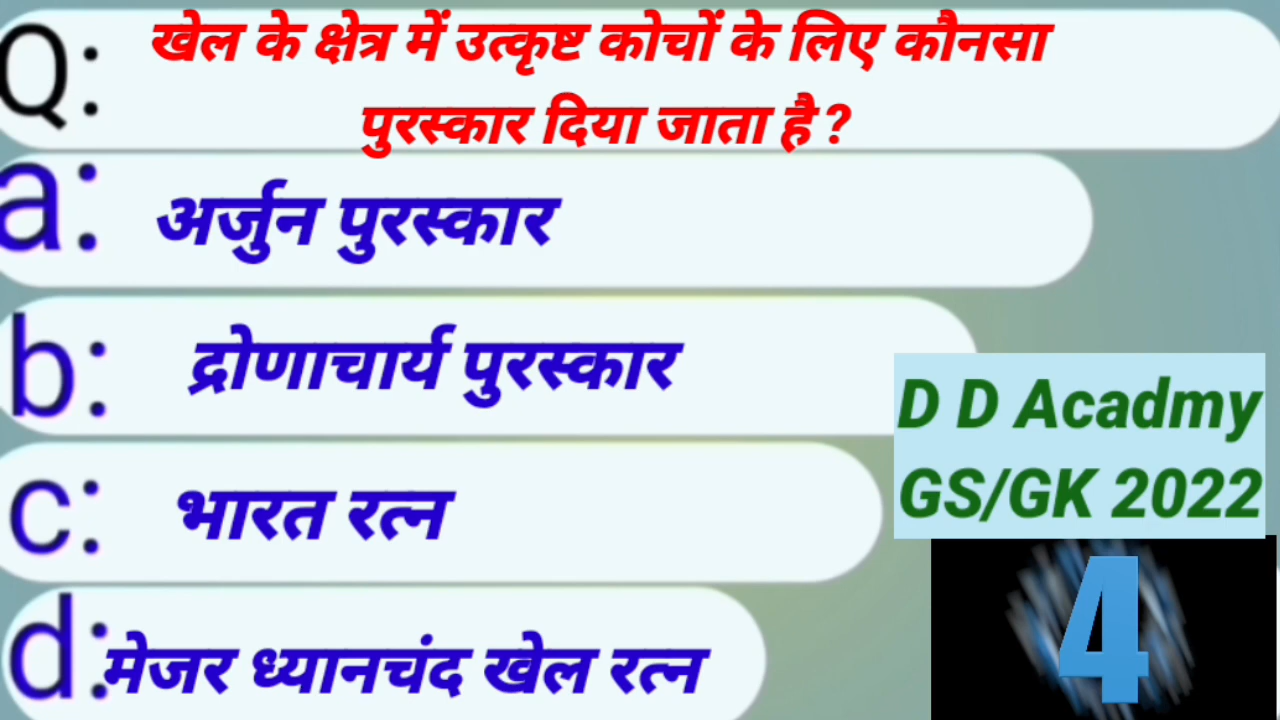 Q: खेल के क्षेत्र में उत्कृष्ट कोचों के लिए कौनसा
पुरस्कार दिया जाता है ?
a: अर्जुन पुरस्कार
b: द्रोणाचार्य पुरस्कार
c: भारत रत्न
d: मेजर ध्यानचंद खेल रत्न
D D Acadmy
GS/GK 2022
4